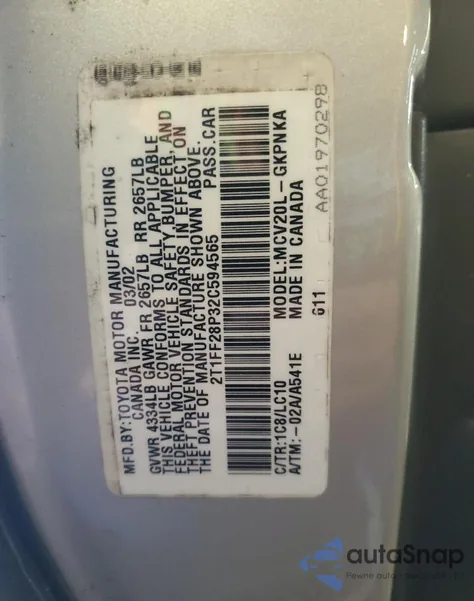 MFD.BY: TOYOTA MOTOR MANUFACTURING
CANADA INC. 03/02
GVWR 4334LB GAWR FR 2657LB RR 2657LB
THIS VEHICLE CONFORMS TO ALL APPLICABLE
FEDERAL MOTOR VEHICLE SAFETY, BUMPER, AND
THEFT PREVENTION STANDARDS IN EFFECT ON
THE DATE OF MANUFACTURE SHOWN ABOVE.
2T1FF28P32C594565 PASS.CAR
C/TR:1C8/LC10 MODEL:MCV20L-GKPNKA
A/TM:-02A/A541E MADE IN CANADA
611
AA01970298
autaSnap
Pewne auto